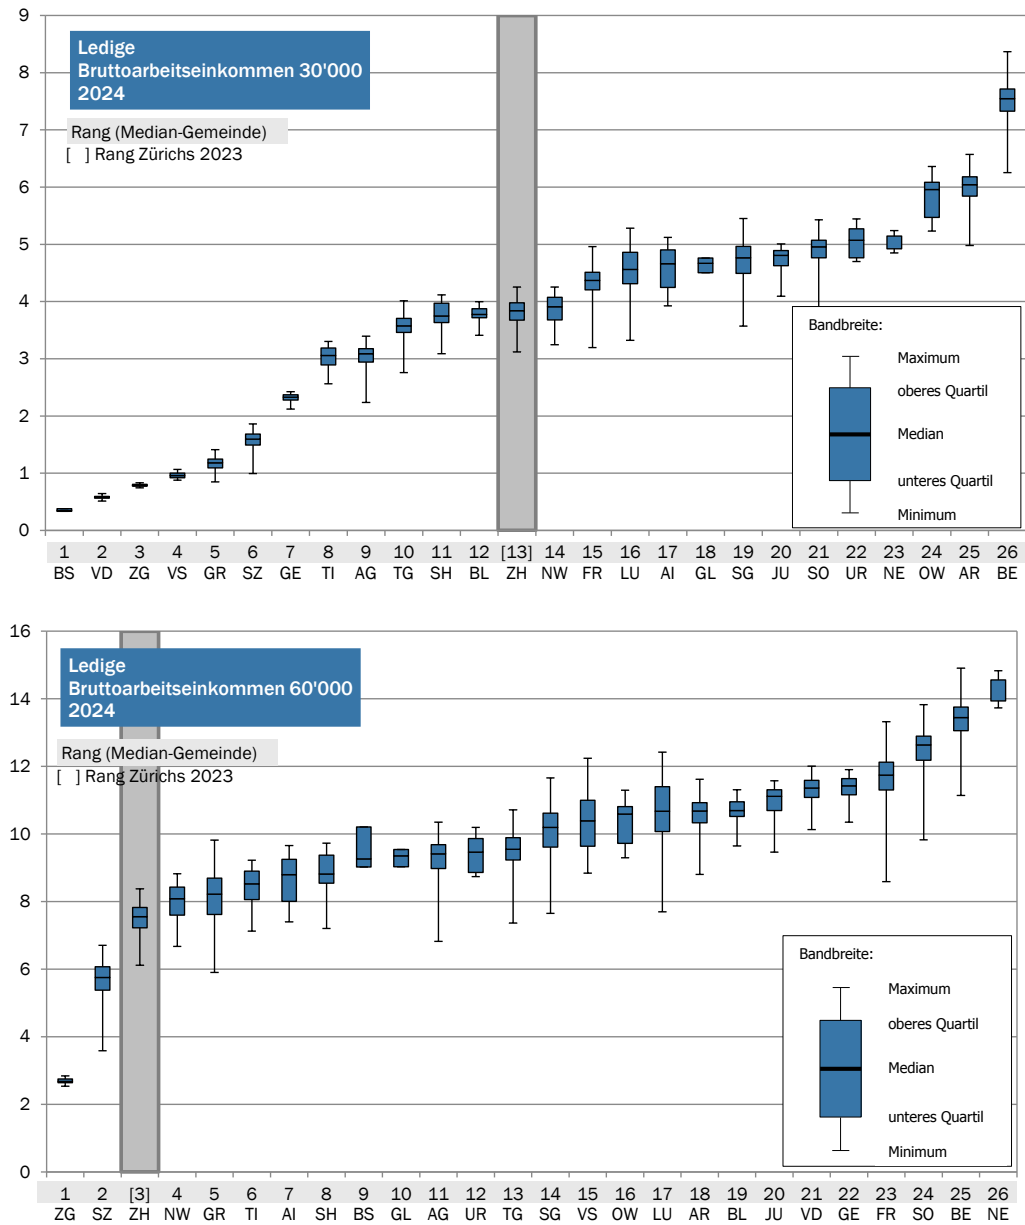 9
8
7
6
5
4
3
2
1
0
Ledige
Bruttoarbeitseinkommen 30'000
2024
Rang (Median-Gemeinde)
[ ] Rang Zürichs 2023
Bandbreite:
Maximum
oberes Quartil
Median
unteres Quartil
Minimum
1 2 3 4 5 6 7 8 9 10 11 12 [13] 14 15 16 17 18 19 20 21 22 23 24 25 26
BS VD ZG VS GR SZ GE TI AG TG SH BL ZH NW FR LU AI GL SG JU SO UR NE OW AR BE
16
14
12
10
8
6
4
2
0
Ledige
Bruttoarbeitseinkommen 60'000
2024
Rang (Median-Gemeinde)
[ ] Rang Zürichs 2023
Bandbreite:
Maximum
oberes Quartil
Median
unteres Quartil
Minimum
1 2 [3] 4 5 6 7 8 9 10 11 12 13 14 15 16 17 18 19 20 21 22 23 24 25 26
ZG SZ ZH NW GR TI AI SH BS GL AG UR TG SG VS OW LU AR BL JU VD GE FR SO BE NE